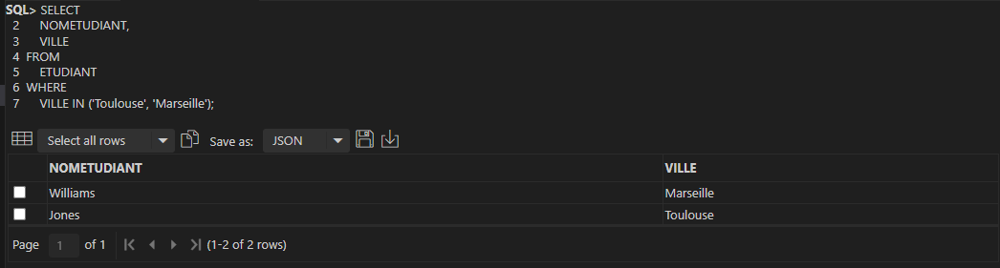 SQL> SELECT
2 NOMETUDIANT,
3 VILLE
4 FROM
5 ETUDIANT
6 WHERE
7 VILLE IN ('Toulouse', 'Marseille');
Select all rows Save as: JSON
NOMETUDIANT VILLE
Williams Marseille
Jones Toulouse
Page 1 of 1 (1-2 of 2 rows)